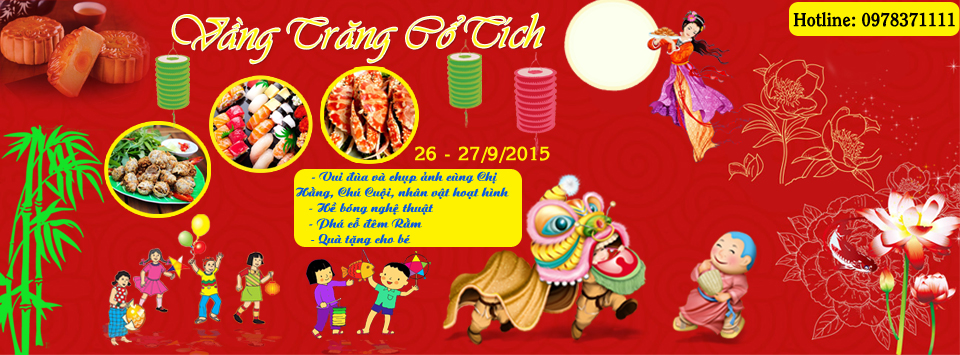 Vầng Trăng Cổ Tích
Hotline: 0978371111
26 - 27/9/2015
- Vui đùa và chụp ảnh cùng Chị
Hằng, Chú Cuội, nhân vật hoạt hình
- Hề bóng nghệ thuật
- Phá cỗ đêm Rằm
- Quà tặng cho bé